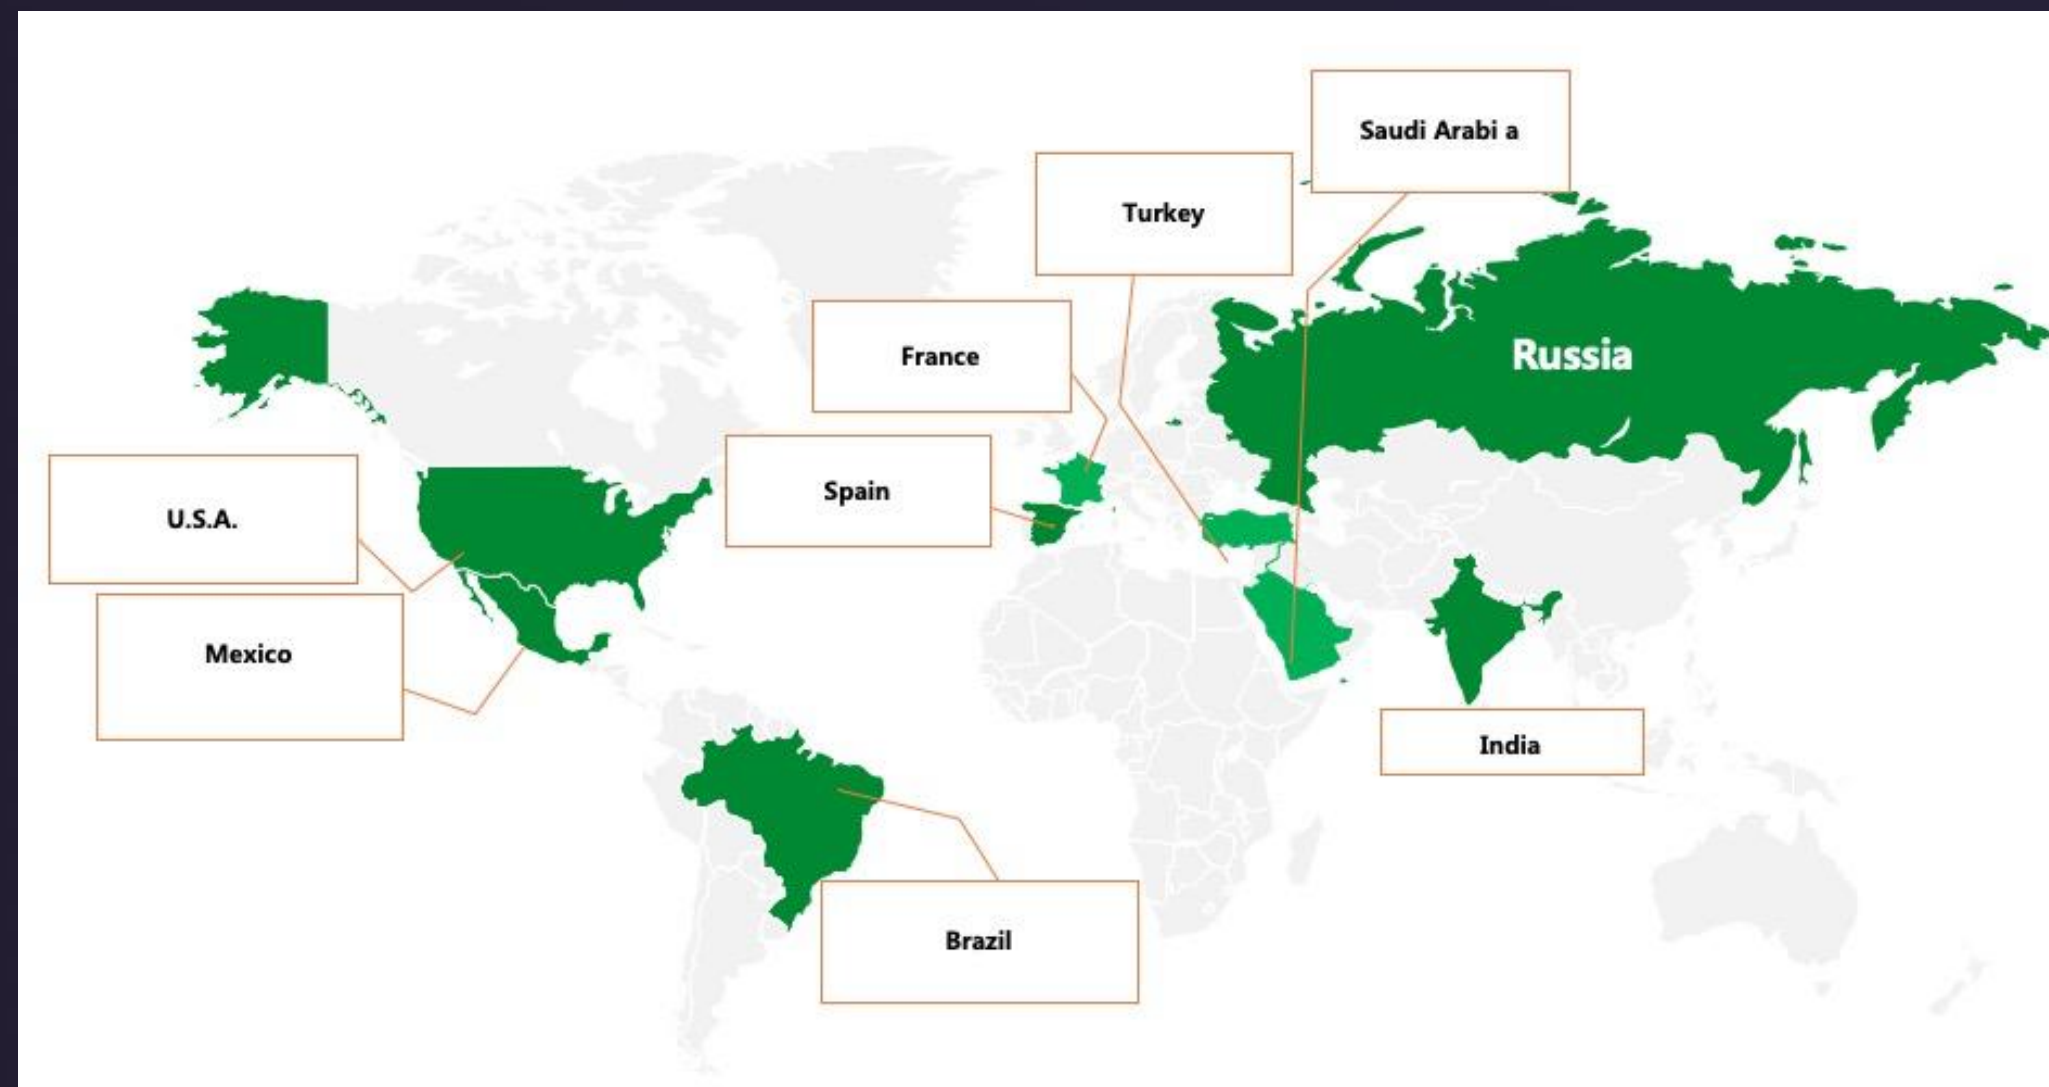 Saudi Arabi a
Turkey
France
Russia
Spain
U.S.A.
Mexico
India
Brazil